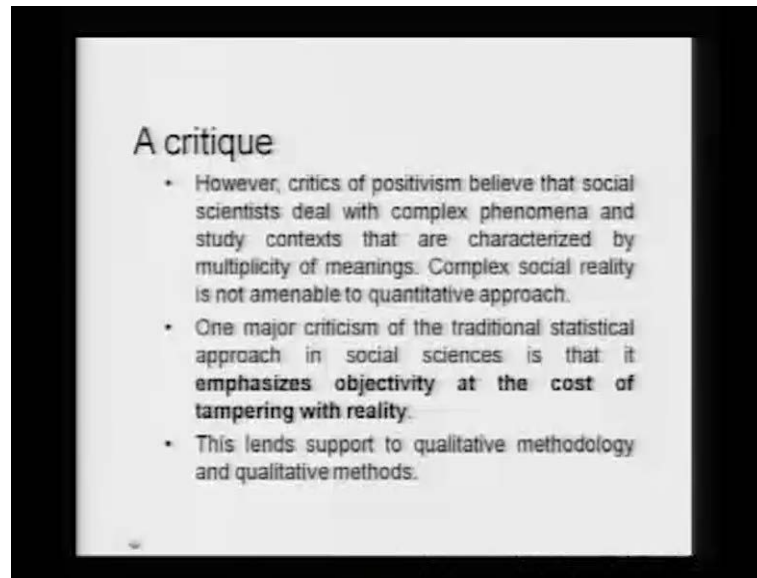 A critique
• However, critics of positivism believe that social
scientists deal with complex phenomena and
study contexts that are characterized by
multiplicity of meanings. Complex social reality
is not amenable to quantitative approach.
• One major criticism of the traditional statistical
approach in social sciences is that it
emphasizes objectivity at the cost of
tampering with reality.
• This lends support to qualitative methodology
and qualitative methods.